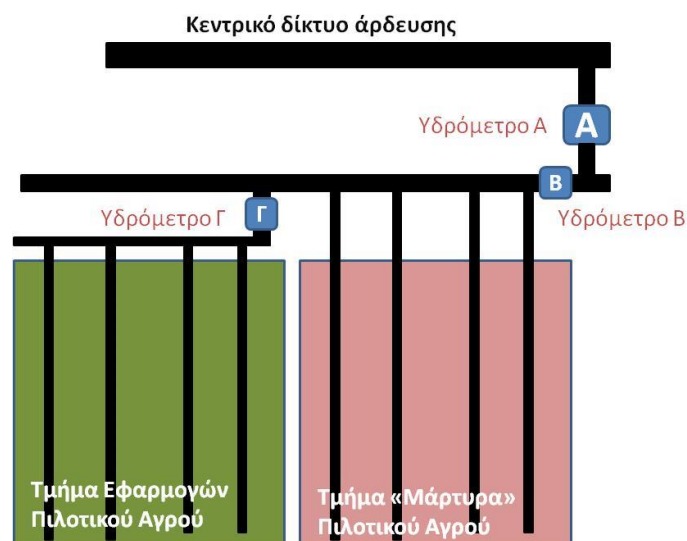 Κεντρικό δίκτυο άρδευσης
Υδρόμετρο Α
Α
Β
Υδρόμετρο Γ
Γ
Υδρόμετρο Β
Τμήμα Εφαρμογών
Πιλοτικού Αγρού
Τμήμα «Μάρτυρα»
Πιλοτικού Αγρού